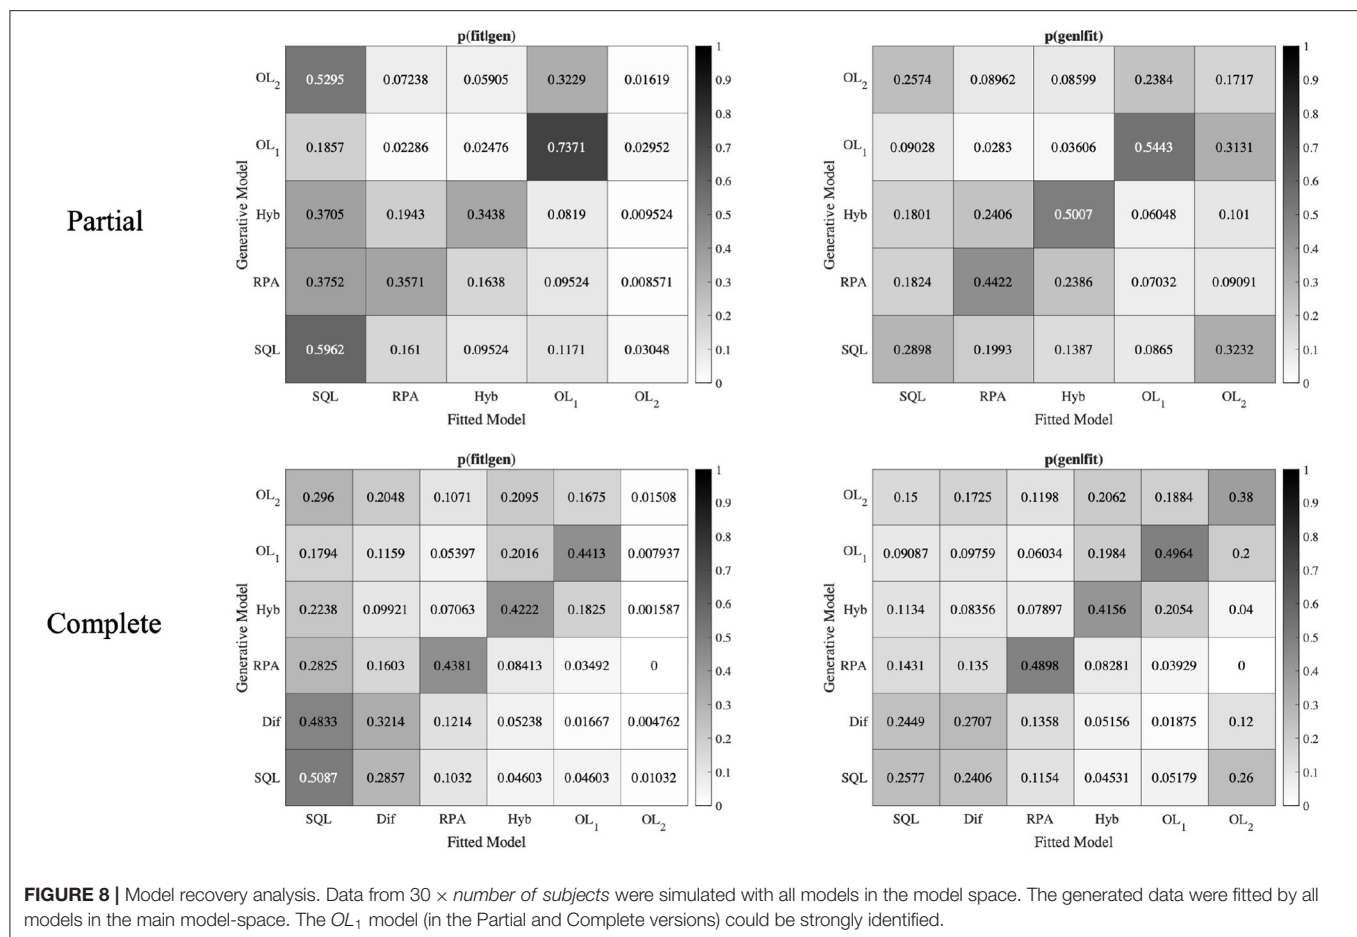 Partial
p(fit|gen)
Generative Model
OL2 0.5295 0.07238 0.05905 0.3229 0.01619
OL1 0.1857 0.02286 0.02476 0.7371 0.02952
Hyb 0.3705 0.1943 0.3438 0.0819 0.009524
RPA 0.3752 0.3571 0.1638 0.09524 0.008571
SQL 0.5962 0.161 0.09524 0.1171 0.03048
SQL RPA Hyb OL1 OL2
Fitted Model
1
0.9
0.8
0.7
0.6
0.5
0.4
0.3
0.2
0.1
0
p(gen|fit)
Generative Model
OL2 0.2574 0.08962 0.08599 0.2384 0.1717
OL1 0.09028 0.0283 0.03606 0.5443 0.3131
Hyb 0.1801 0.2406 0.5007 0.06048 0.101
RPA 0.1824 0.4422 0.2386 0.07032 0.09091
SQL 0.2898 0.1993 0.1387 0.0865 0.3232
SQL RPA Hyb OL1 OL2
Fitted Model
1
0.9
0.8
0.7
0.6
0.5
0.4
0.3
0.2
0.1
0
Complete
p(fit|gen)
Generative Model
OL2 0.296 0.2048 0.1071 0.2095 0.1675 0.01508
OL1 0.1794 0.1159 0.05397 0.2016 0.4413 0.007937
Hyb 0.2238 0.09921 0.07063 0.4222 0.1825 0.001587
RPA 0.2825 0.1603 0.4381 0.08413 0.03492 0
Dif 0.4833 0.3214 0.1214 0.05238 0.01667 0.004762
SQL 0.5087 0.2857 0.1032 0.04603 0.04603 0.01032
SQL Dif RPA Hyb OL1 OL2
Fitted Model
1
0.9
0.8
0.7
0.6
0.5
0.4
0.3
0.2
0.1
0
p(gen|fit)
Generative Model
OL2 0.15 0.1725 0.1198 0.2062 0.1884 0.38
OL1 0.09087 0.09759 0.06034 0.1984 0.4964 0.2
Hyb 0.1134 0.08356 0.07897 0.4156 0.2054 0.04
RPA 0.1431 0.135 0.4898 0.08281 0.03929 0
Dif 0.2449 0.2707 0.1358 0.05156 0.01875 0.12
SQL 0.2577 0.2406 0.1154 0.04531 0.05179 0.26
SQL Dif RPA Hyb OL1 OL2
Fitted Model
1
0.9
0.8
0.7
0.6
0.5
0.4
0.3
0.2
0.1
0
FIGURE 8 | Model recovery analysis. Data from 30 × number of subjects were simulated with all models in the model space. The generated data were fitted by all
models in the main model-space. The OL1 model (in the Partial and Complete versions) could be strongly identified.